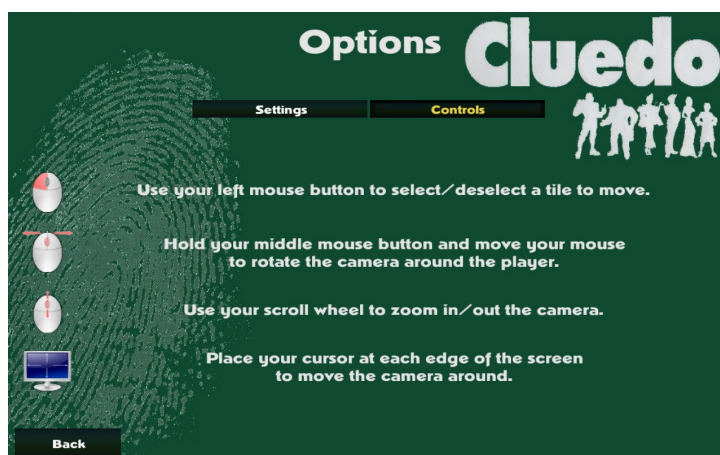 Options
Cluedo
Settings
Controls
Use your left mouse button to select/deselect a tile to move.
Hold your middle mouse button and move your mouse
to rotate the camera around the player.
Use your scroll wheel to zoom in/out the camera.
Place your cursor at each edge of the screen
to move the camera around.
Back